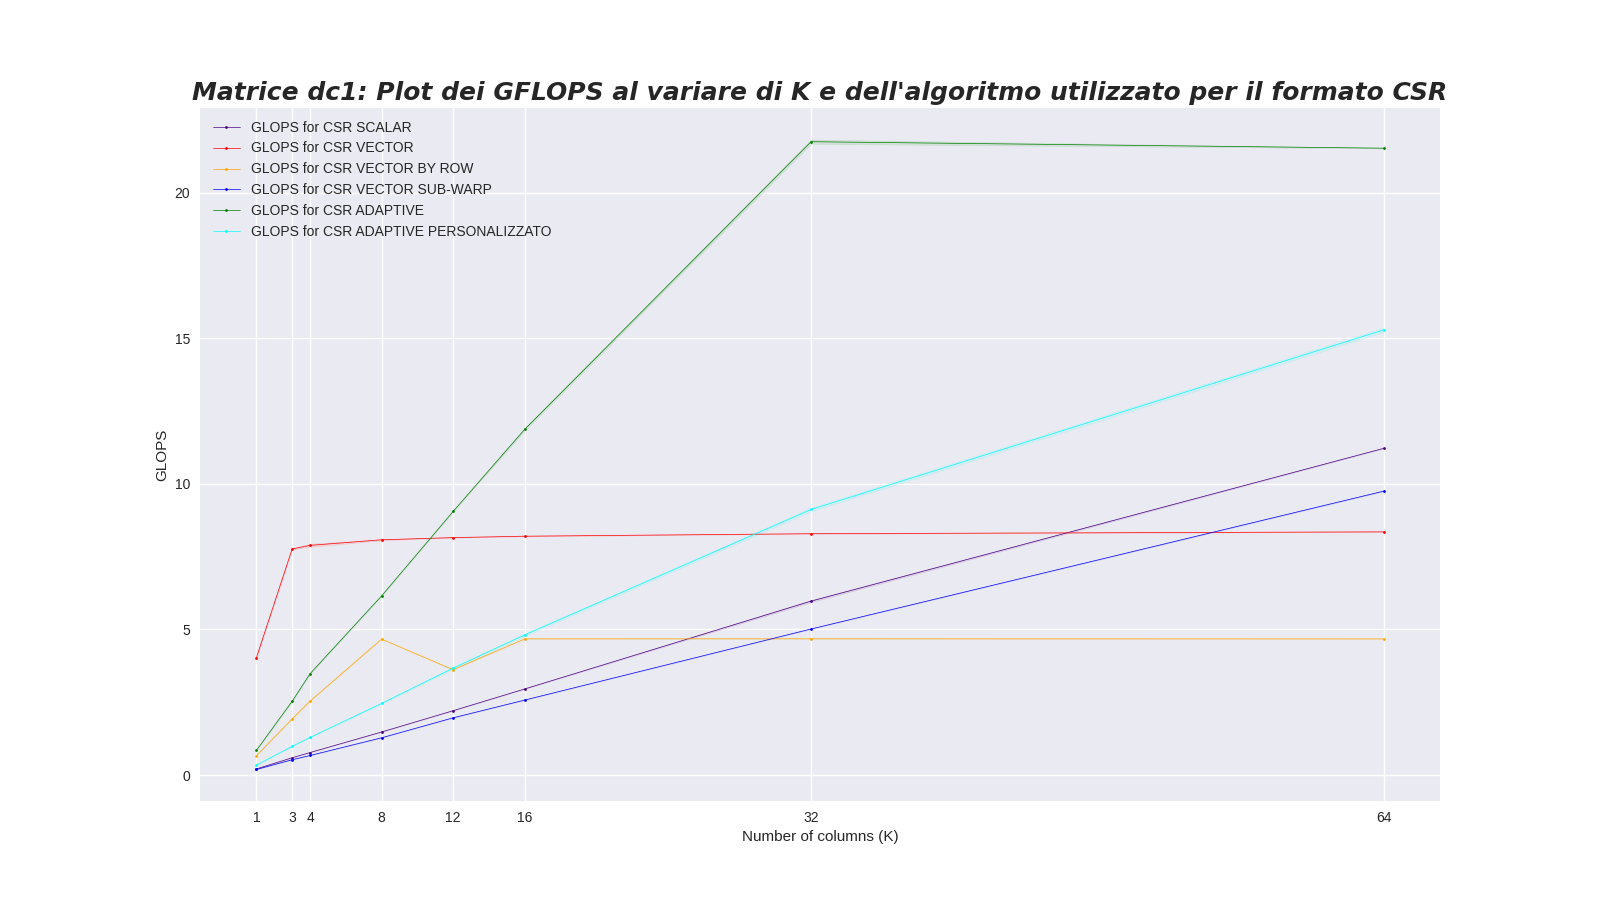 Matrice dc1: Plot dei GFLOPS al variare di K e dell'algoritmo utilizzato per il formato CSR
GLOPS for CSR SCALAR
GLOPS for CSR VECTOR
GLOPS for CSR VECTOR BY ROW
GLOPS for CSR VECTOR SUB-WARP
GLOPS for CSR ADAPTIVE
GLOPS for CSR ADAPTIVE PERSONALIZZATO
20
15
10
5
0
GLOPS
1 3 4 8 12 16 32 64
Number of columns (K)